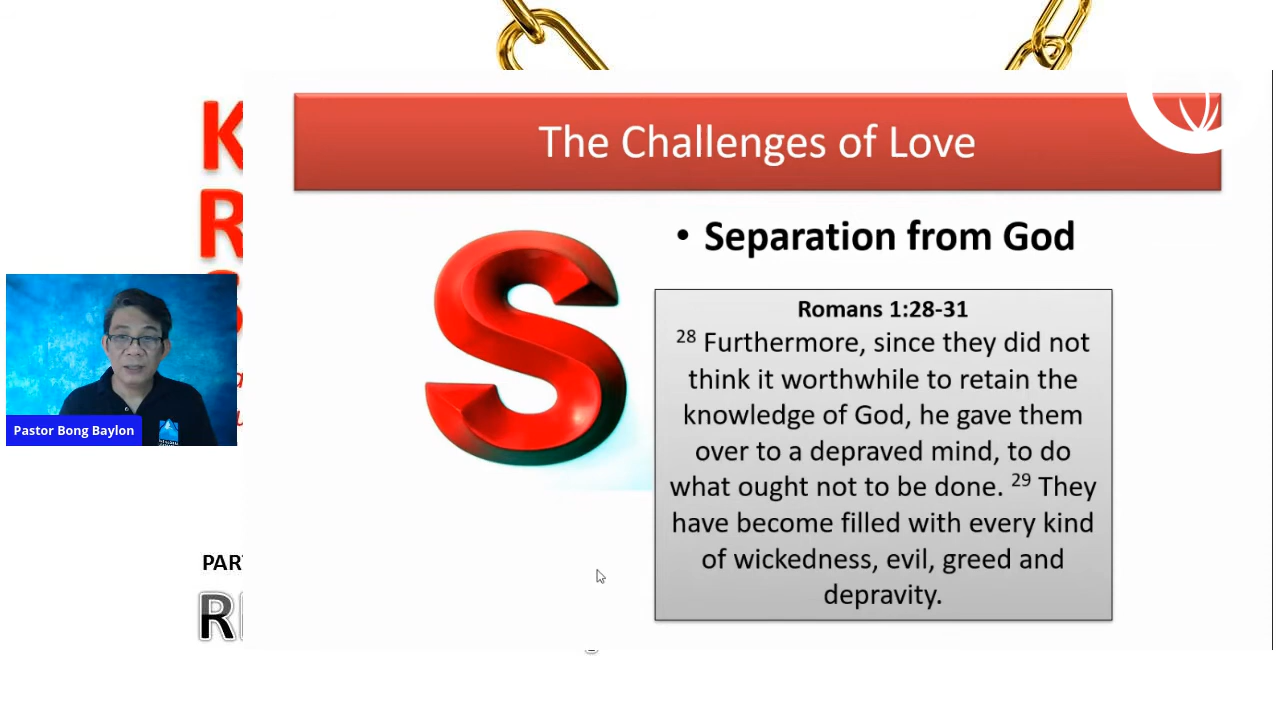 The Challenges of Love
• Separation from God
S
Romans 1:28-31
28 Furthermore, since they did not
think it worthwhile to retain the
knowledge of God, he gave them
over to a depraved mind, to do
what ought not to be done. 29 They
have become filled with every kind
of wickedness, evil, greed and
depravity.
K
R
Pastor Bong Baylon
PAR
R